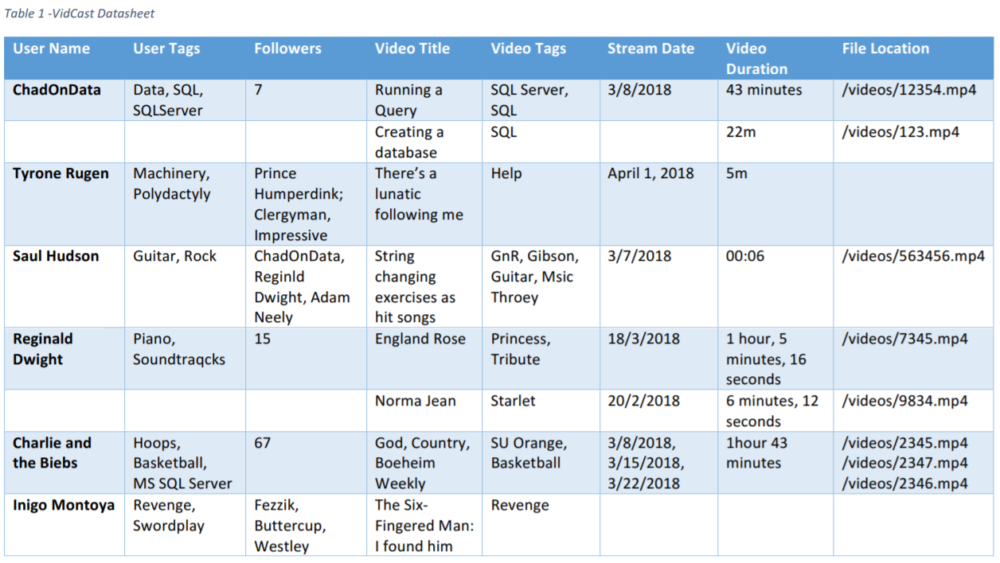 Table 1 -VidCast Datasheet
User Name User Tags Followers Video Title Video Tags Stream Date Video Duration File Location
ChadOnData Data, SQL, SQLServer 7 Running a Query SQL Server, SQL 3/8/2018 43 minutes /videos/12354.mp4
Creating a database SQL 22m /videos/123.mp4
Tyrone Rugen Machinery, Polydactyly Prince Humperdink; Clergyman, Impressive There’s a lunatic following me Help April 1, 2018 5m
Saul Hudson Guitar, Rock ChadOnData, Reginld Dwight, Adam Neely String changing exercises as hit songs GnR, Gibson, Guitar, Msic Throey 3/7/2018 00:06 /videos/563456.mp4
Reginald Dwight Piano, Soundtraqcks 15 England Rose Princess, Tribute 18/3/2018 1 hour, 5 minutes, 16 seconds /videos/7345.mp4
Norma Jean Starlet 20/2/2018 6 minutes, 12 seconds /videos/9834.mp4
Charlie and the Biebs Hoops, Basketball, MS SQL Server 67 God, Country, Boeheim Weekly SU Orange, Basketball 3/8/2018, 3/15/2018, 3/22/2018 1hour 43 minutes /videos/2345.mp4 /videos/2347.mp4 /videos/2346.mp4
Inigo Montoya Revenge, Swordplay Fezzik, Buttercup, Westley The Six-Fingered Man: I found him Revenge